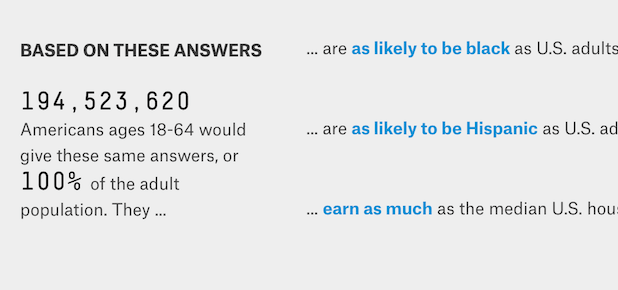 BASED ON THESE ANSWERS
194,523,620
Americans ages 18-64 would
give these same answers, or
100% of the adult
population. They ...
... are as likely to be black as U.S. adults
... are as likely to be Hispanic as U.S. ad
... earn as much as the median U.S. hou